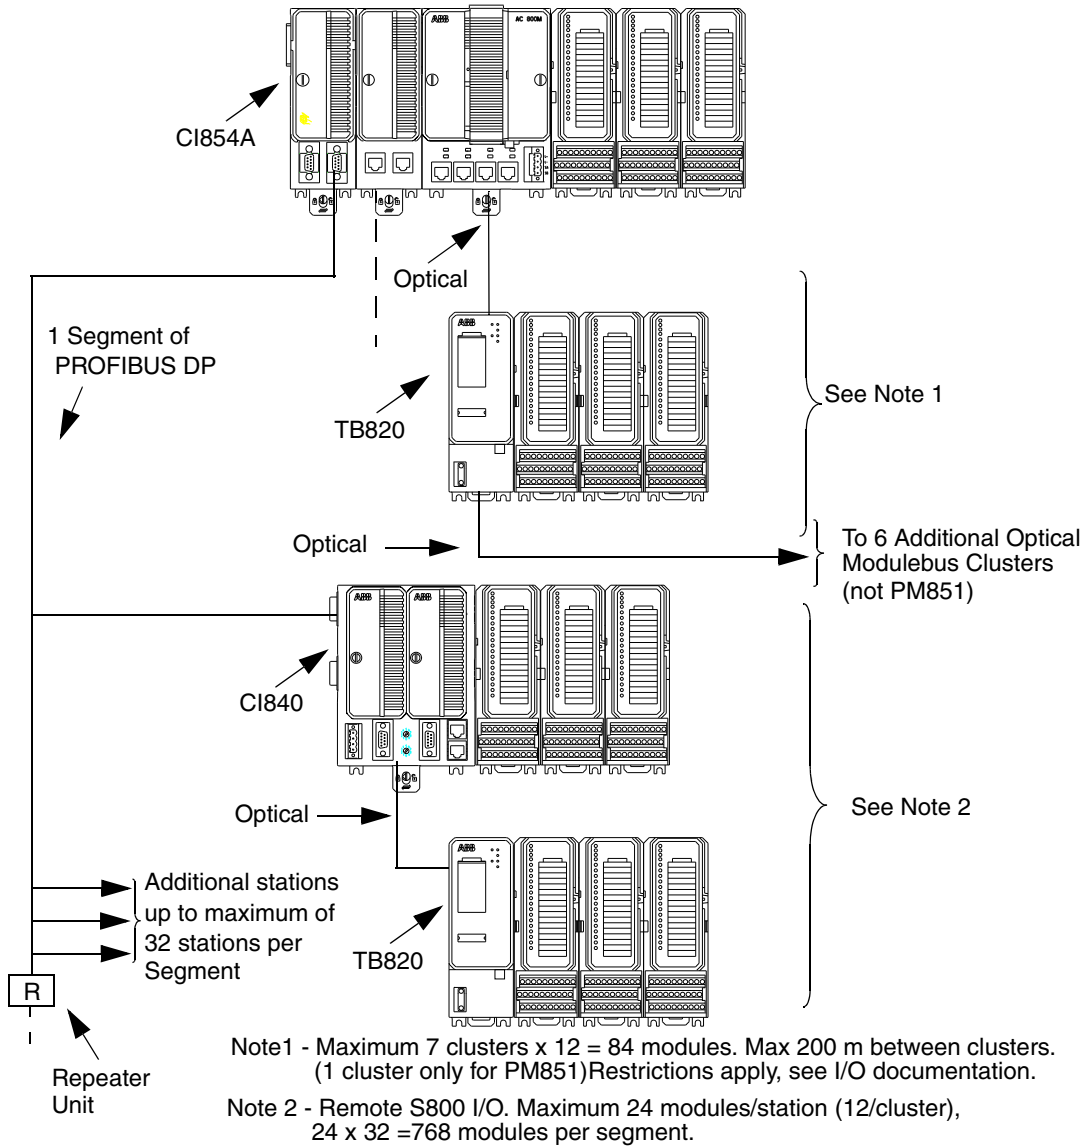 ABB
AC 800M
CI854A
Optical
1 Segment of
PROFIBUS DP
ABB
TB820
See Note 1
Optical
To 6 Additional Optical
Modulebus Clusters
(not PM851)
ABB
ABB
CI840
Optical
See Note 2
ABB
Additional stations
up to maximum of
32 stations per
Segment
TB820
R
Repeater
Unit
Note1 - Maximum 7 clusters x 12 = 84 modules. Max 200 m between clusters.
(1 cluster only for PM851)Restrictions apply, see I/O documentation.
Note 2 - Remote S800 I/O. Maximum 24 modules/station (12/cluster),
24 x 32 =768 modules per segment.